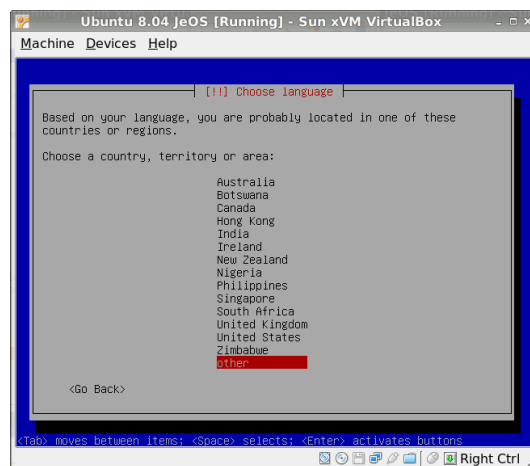 Ubuntu 8.04 JeOS [Running] - Sun xVM VirtualBox
Machine Devices Help
[!!] Choose language
Based on your language, you are probably located in one of these
countries or regions.
Choose a country, territory or area:
Australia
Botswana
Canada
Hong Kong
India
Ireland
New Zealand
Nigeria
Philippines
Singapore
South Africa
United Kingdom
United States
Zimbabwe
other
<Go Back>
<Tab> moves between items; <Space> selects; <Enter> activates buttons
Right Ctrl